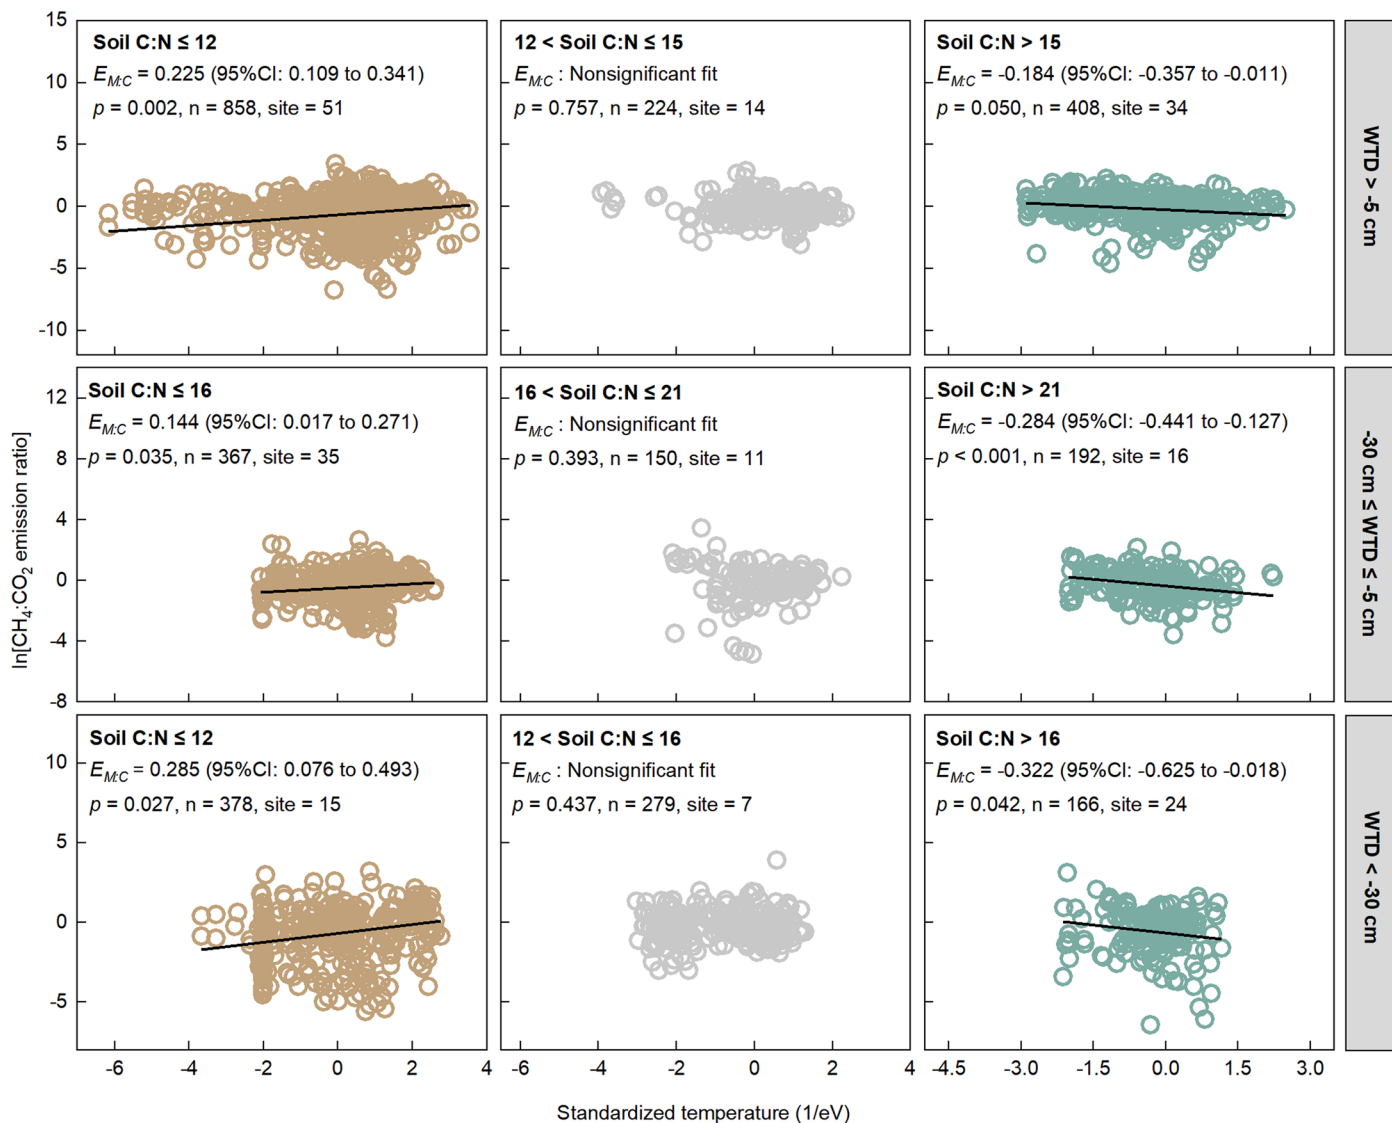 15
10
5
0
-5
-10
Soil C:N ≤ 12
E_M:C = 0.225 (95%CI: 0.109 to 0.341)
p = 0.002, n = 858, site = 51
12 < Soil C:N ≤ 15
E_M:C : Nonsignificant fit
p = 0.757, n = 224, site = 14
Soil C:N > 15
E_M:C = -0.184 (95%CI: -0.357 to -0.011)
p = 0.050, n = 408, site = 34
WTD > -5 cm
ln[CH₄:CO₂ emission ratio]
12
8
4
0
-4
-8
Soil C:N ≤ 16
E_M:C = 0.144 (95%CI: 0.017 to 0.271)
p = 0.035, n = 367, site = 35
16 < Soil C:N ≤ 21
E_M:C : Nonsignificant fit
p = 0.393, n = 150, site = 11
Soil C:N > 21
E_M:C = -0.284 (95%CI: -0.441 to -0.127)
p < 0.001, n = 192, site = 16
-30 cm ≤ WTD ≤ -5 cm
10
5
0
-5
Soil C:N ≤ 12
E_M:C = 0.285 (95%CI: 0.076 to 0.493)
p = 0.027, n = 378, site = 15
12 < Soil C:N ≤ 16
E_M:C : Nonsignificant fit
p = 0.437, n = 279, site = 7
Soil C:N > 16
E_M:C = -0.322 (95%CI: -0.625 to -0.018)
p = 0.042, n = 166, site = 24
WTD < -30 cm
-6 -4 -2 0 2 4
-6 -4 -2 0 2 4
-4.5 -3.0 -1.5 0.0 1.5 3.0
Standardized temperature (1/eV)